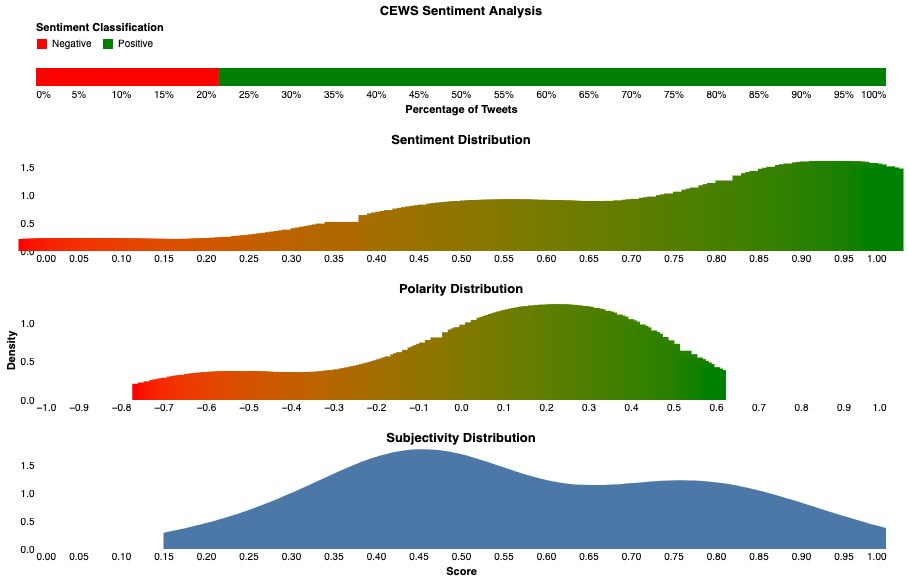 CEWS Sentiment Analysis
Sentiment Classification
Negative Positive
0% 5% 10% 15% 20% 25% 30% 35% 40% 45% 50% 55% 60% 65% 70% 75% 80% 85% 90% 95% 100%
Percentage of Tweets
Sentiment Distribution
1.5
1.0
0.5
0.0
0.00 0.05 0.10 0.15 0.20 0.25 0.30 0.35 0.40 0.45 0.50 0.55 0.60 0.65 0.70 0.75 0.80 0.85 0.90 0.95 1.00
Polarity Distribution
Density
1.0
0.5
0.0
−1.0 −0.9 −0.8 −0.7 −0.6 −0.5 −0.4 −0.3 −0.2 −0.1 0.0 0.1 0.2 0.3 0.4 0.5 0.6 0.7 0.8 0.9 1.0
Subjectivity Distribution
1.5
1.0
0.5
0.0
0.00 0.05 0.10 0.15 0.20 0.25 0.30 0.35 0.40 0.45 0.50 0.55 0.60 0.65 0.70 0.75 0.80 0.85 0.90 0.95 1.00
Score